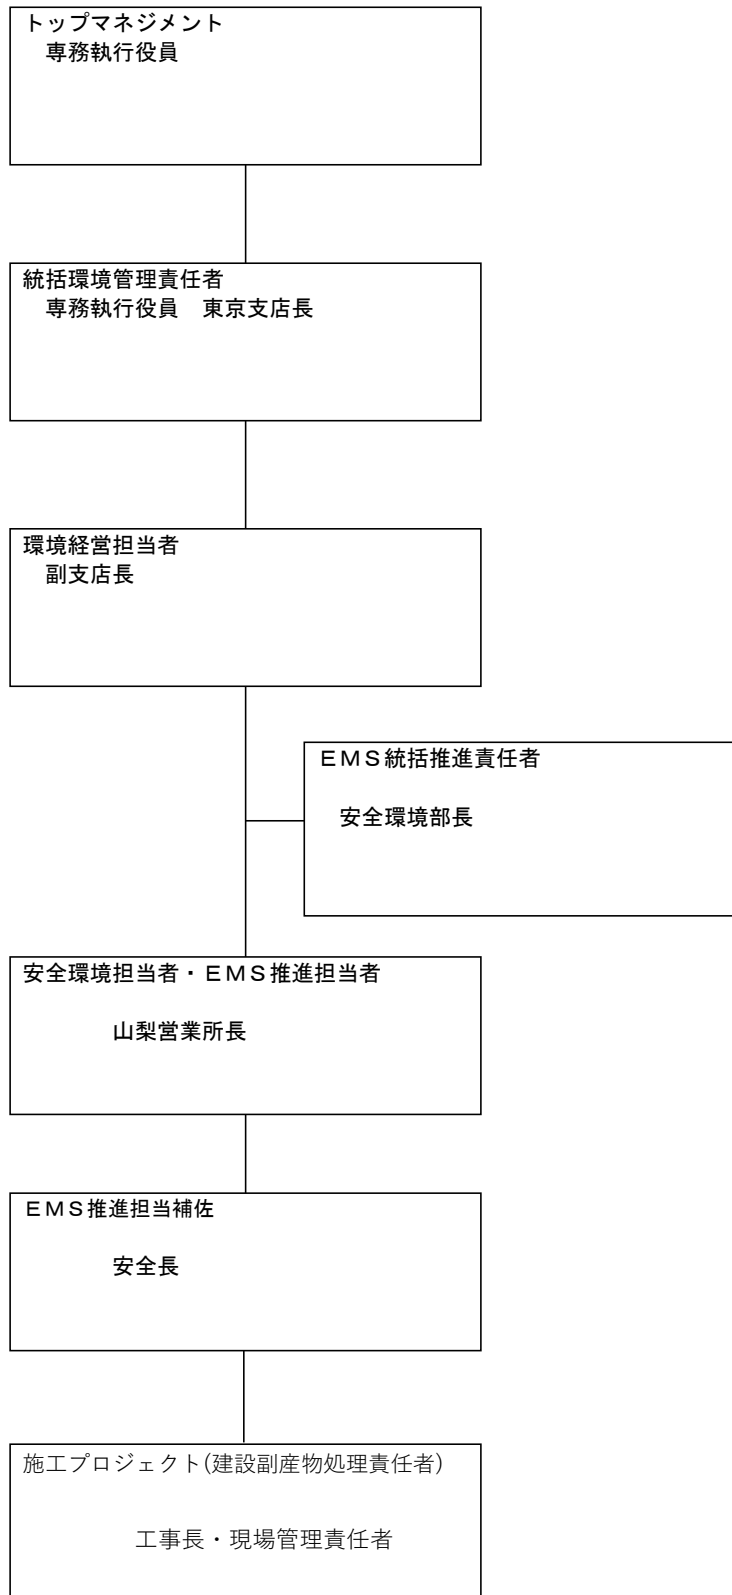 トップマネジメント
専務執行役員
統括環境管理責任者
専務執行役員　東京支店長
環境経営担当者
副支店長
ＥＭＳ統括推進責任者
安全環境部長
安全環境担当者・ＥＭＳ推進担当者
山梨営業所長
ＥＭＳ推進担当補佐
安全長
施工プロジェクト(建設副産物処理責任者)
工事長・現場管理責任者